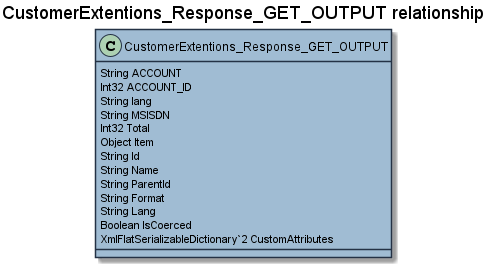 CustomerExtentions_Response_GET_OUTPUT relationship
C CustomerExtentions_Response_GET_OUTPUT
String ACCOUNT
Int32 ACCOUNT_ID
String lang
String MSISDN
Int32 Total
Object Item
String Id
String Name
String ParentId
String Format
String Lang
Boolean IsCoerced
XmlFlatSerializableDictionary`2 CustomAttributes